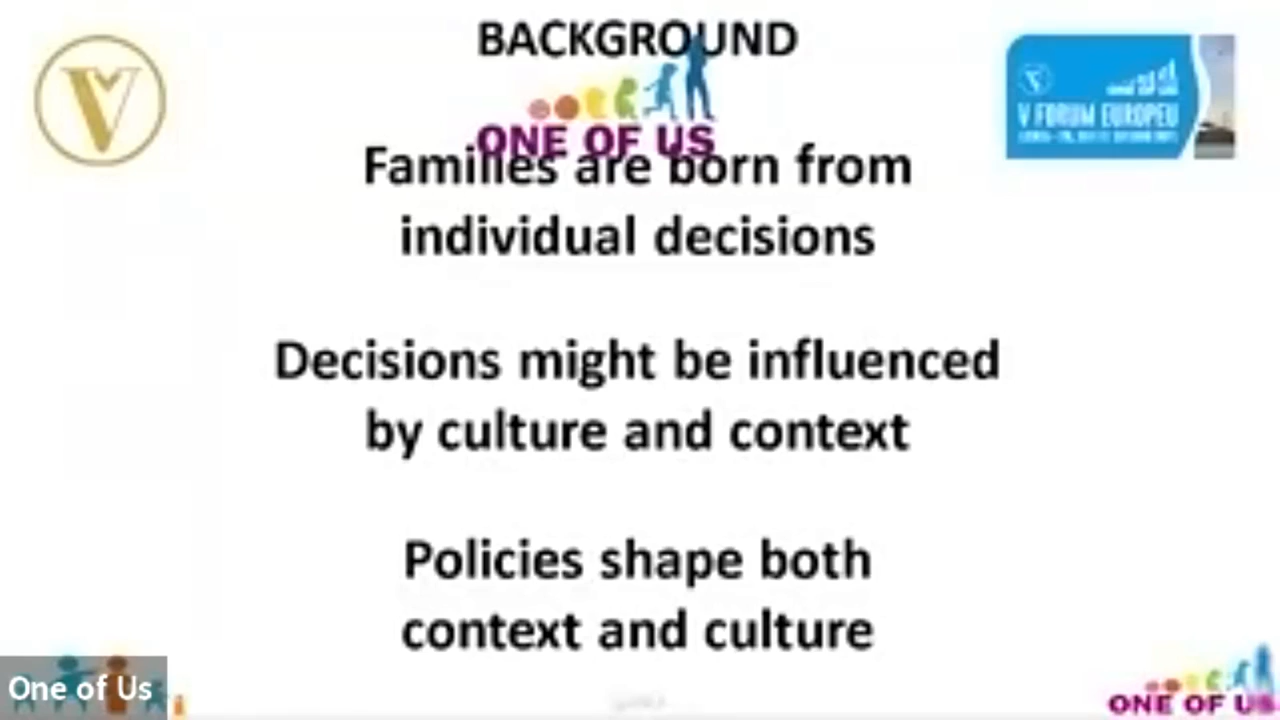 BACKGROUND
ONE OF US
V FORUM EUROPEU
Families are born from
individual decisions
Decisions might be influenced
by culture and context
Policies shape both
context and culture
One of Us
ONE OF US